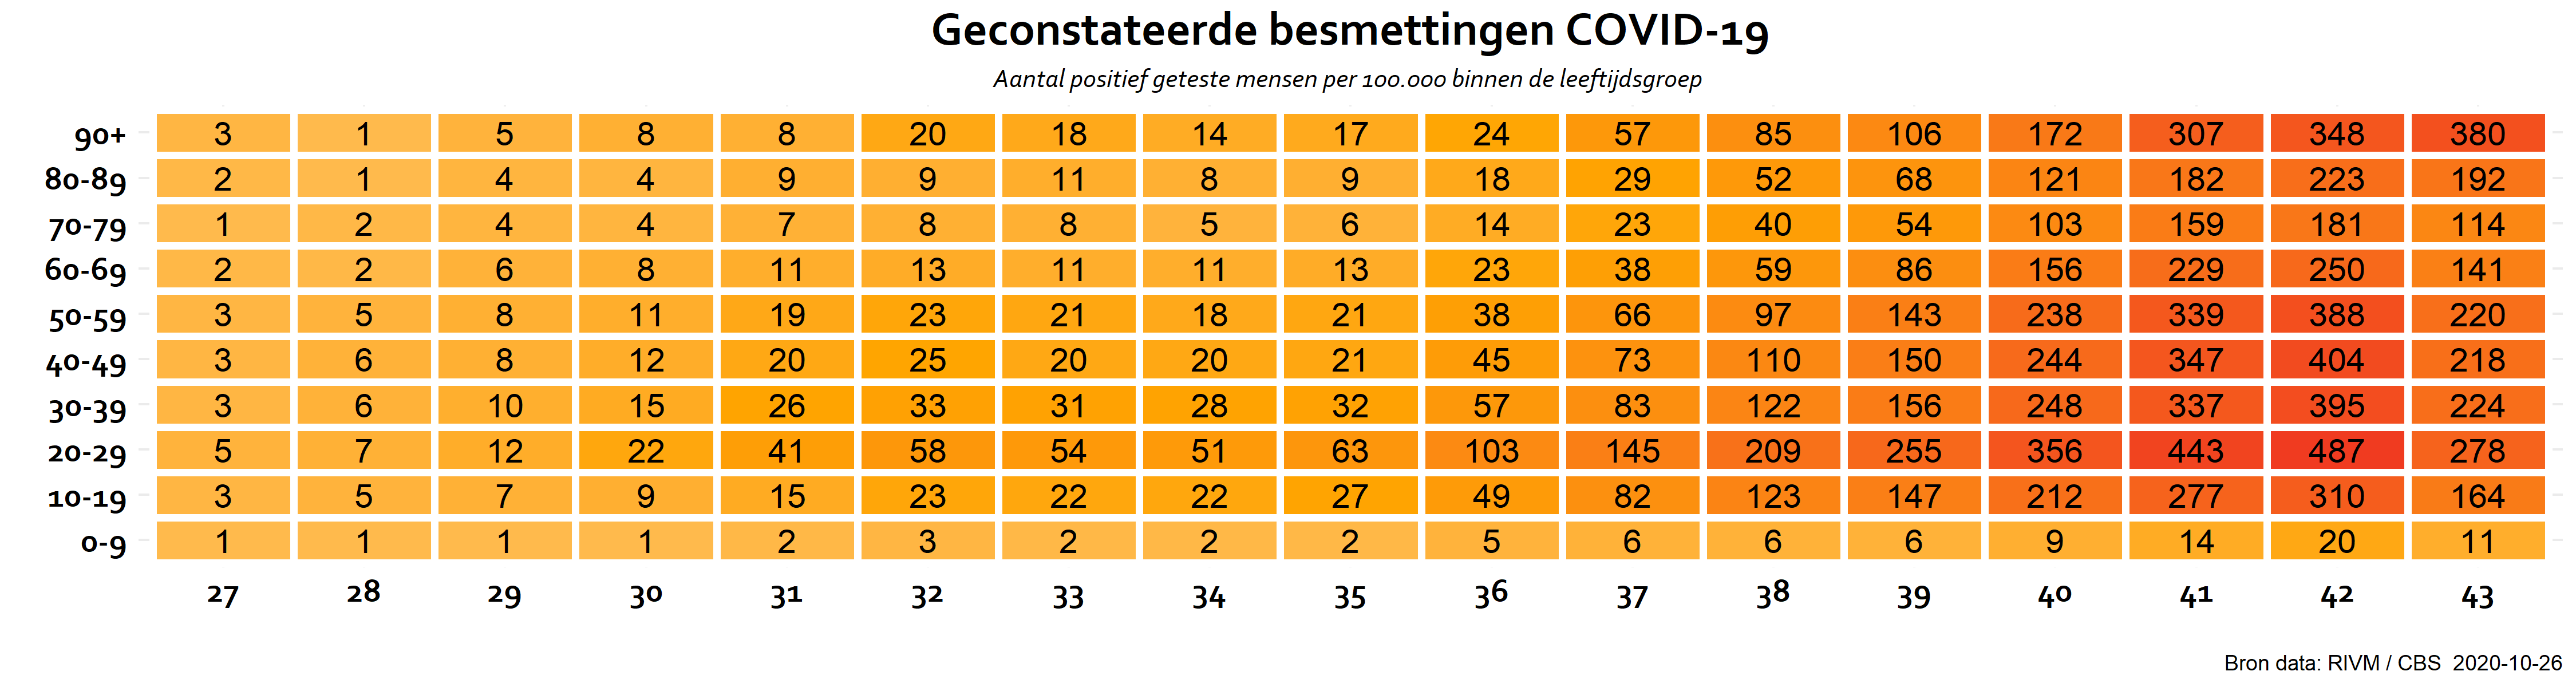 Geconstateerde besmettingen COVID-19
Aantal positief geteste mensen per 100.000 binnen de leeftijdsgroep
90+ 3 1 5 8 8 20 18 14 17 24 57 85 106 172 307 348 380
80-89 2 1 4 4 9 9 11 8 9 18 29 52 68 121 182 223 192
70-79 1 2 4 4 7 8 8 5 6 14 23 40 54 103 159 181 114
60-69 2 2 6 8 11 13 11 11 13 23 38 59 86 156 229 250 141
50-59 3 5 8 11 19 23 21 18 21 38 66 97 143 238 339 388 220
40-49 3 6 8 12 20 25 20 20 21 45 73 110 150 244 347 404 218
30-39 3 6 10 15 26 33 31 28 32 57 83 122 156 248 337 395 224
20-29 5 7 12 22 41 58 54 51 63 103 145 209 255 356 443 487 278
10-19 3 5 7 9 15 23 22 22 27 49 82 123 147 212 277 310 164
0-9 1 1 1 1 2 3 2 2 2 5 6 6 6 9 14 20 11
27 28 29 30 31 32 33 34 35 36 37 38 39 40 41 42 43
Bron data: RIVM / CBS 2020-10-26